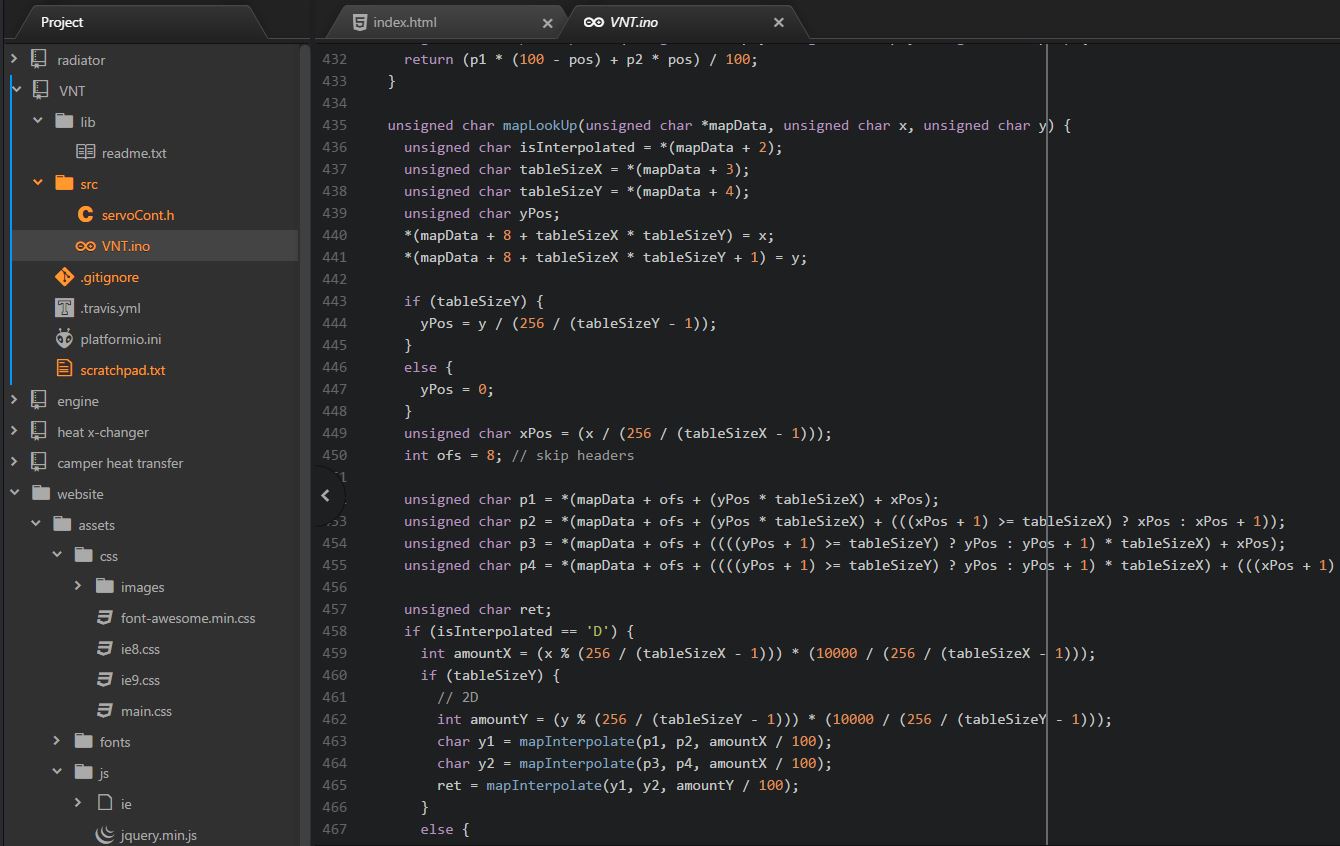 Project
radiator
VNT
lib
readme.txt
src
servoCont.h
VNT.ino
.gitignore
.travis.yml
platformio.ini
scratchpad.txt
engine
heat x-changer
camper heat transfer
website
assets
css
images
font-awesome.min.css
ie8.css
ie9.css
main.css
fonts
js
ie
jquery.min.js
index.html
VNT.ino
432 return (p1 * (100 - pos) + p2 * pos) / 100;
433 }
434
435 unsigned char mapLookUp(unsigned char *mapData, unsigned char x, unsigned char y) {
436 unsigned char isInterpolated = *(mapData + 2);
437 unsigned char tableSizeX = *(mapData + 3);
438 unsigned char tableSizeY = *(mapData + 4);
439 unsigned char yPos;
440 *(mapData + 8 + tableSizeX * tableSizeY) = x;
441 *(mapData + 8 + tableSizeX * tableSizeY + 1) = y;
442
443 if (tableSizeY) {
444 yPos = y / (256 / (tableSizeY - 1));
445 }
446 else {
447 yPos = 0;
448 }
449 unsigned char xPos = (x / (256 / (tableSizeX - 1)));
450 int ofs = 8; // skip headers
51
unsigned char p1 = *(mapData + ofs + (yPos * tableSizeX) + xPos);
53 unsigned char p2 = *(mapData + ofs + (yPos * tableSizeX) + (((xPos + 1) >= tableSizeX) ? xPos : xPos + 1));
454 unsigned char p3 = *(mapData + ofs + ((((yPos + 1) >= tableSizeY) ? yPos : yPos + 1) * tableSizeX) + xPos);
455 unsigned char p4 = *(mapData + ofs + ((((yPos + 1) >= tableSizeY) ? yPos : yPos + 1) * tableSizeX) + (((xPos + 1)
456
457 unsigned char ret;
458 if (isInterpolated == 'D') {
459 int amountX = (x % (256 / (tableSizeX - 1))) * (10000 / (256 / (tableSizeX - 1)));
460 if (tableSizeY) {
461 // 2D
462 int amountY = (y % (256 / (tableSizeY - 1))) * (10000 / (256 / (tableSizeY - 1)));
463 char y1 = mapInterpolate(p1, p2, amountX / 100);
464 char y2 = mapInterpolate(p3, p4, amountX / 100);
465 ret = mapInterpolate(y1, y2, amountY / 100);
466 }
467 else {